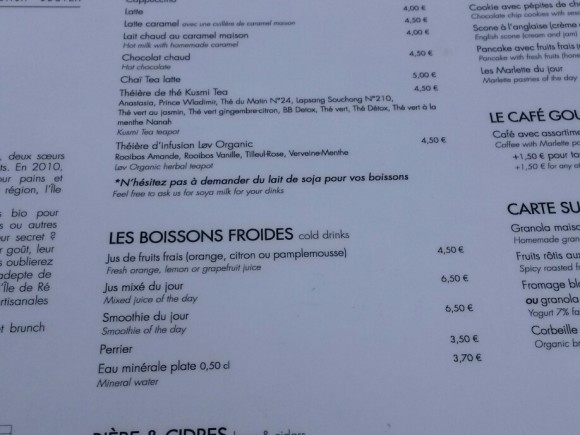 Cappuccino
Latte 4,00 €
Latte caramel avec une cuillère de caramel maison 4,50 €
Lait chaud au caramel maison 4,00 €
Hot milk with homemade caramel
Chocolat chaud 4,50 €
Hot chocolate
Chaï Tea latte 5,00 €
Théière de thé Kusmi Tea 4,50 €
Anastasia, Prince Wladimir, Thé du Matin N°24, Lapsang Souchong N°210,
Thé vert au jasmin, Thé vert gingembre-citron, BB Detox, Thé vert, Thé Détox, Thé vert à la
menthe Nanah
Kusmi Tea teapot
Théière d'infusion Løv Organic 4,50 €
Rooibos Amande, Rooibos Vanille, Tilleul-Rose, Verveine-Menthe
Løv Organic herbal teapot
*N'hésitez pas à demander du lait de soja pour vos boissons
Feel free to ask us for soya milk for your dinks
LES BOISSONS FROIDES cold drinks
Jus de fruits frais (orange, citron ou pamplemousse) 4,50 €
Fresh orange, lemon or grapefruit juice
Jus mixé du jour 6,50 €
Mixed juice of the day
Smoothie du jour 6,50 €
Smoothie of the day
Perrier 3,50 €
Eau minérale plate 0,50 cl 3,70 €
Mineral water
BIÈRE & CIDRES
, deux sœurs
ts. En 2010,
ur pains et
région, l'Île
s bio pour
s ou autres
ur secret ?
r goût, leur
s oublierez
adepte de
'Île de Ré
rtisanales
t brunch
Cookie avec pépites de
Chocolate chip cookies with
Scone à l'anglaise (crème
English scone (cream and jam)
Pancake avec fruits frais
Pancake with fresh fruits
Les Marlette du jour
Marlette pastries of the day
LE CAFÉ GOU
Café avec assortim
Coffee with Marlette
+1,50 € pour to
+1,50 € for any
CARTE SU
Granola maiso
Homemade gran
Fruits rôtis au
Spicy roasted f
Fromage bl
ou granola
Yogurt 7% fa
Corbeille
Organic b